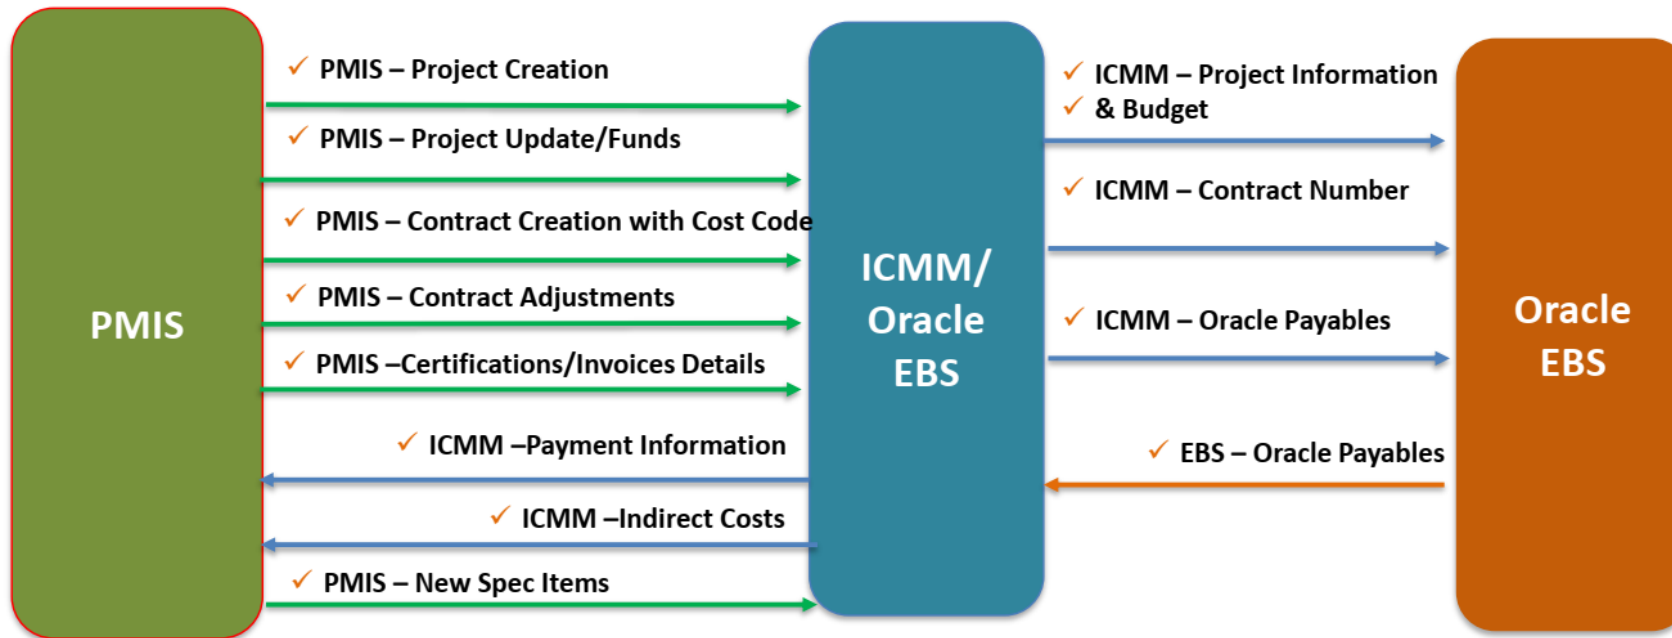 PMIS
PMIS – Project Creation
PMIS – Project Update/Funds
PMIS – Contract Creation with Cost Code
PMIS – Contract Adjustments
PMIS –Certifications/Invoices Details
ICMM –Payment Information
ICMM –Indirect Costs
PMIS – New Spec Items
ICMM/
Oracle
EBS
ICMM – Project Information
& Budget
ICMM – Contract Number
ICMM – Oracle Payables
EBS – Oracle Payables
Oracle
EBS